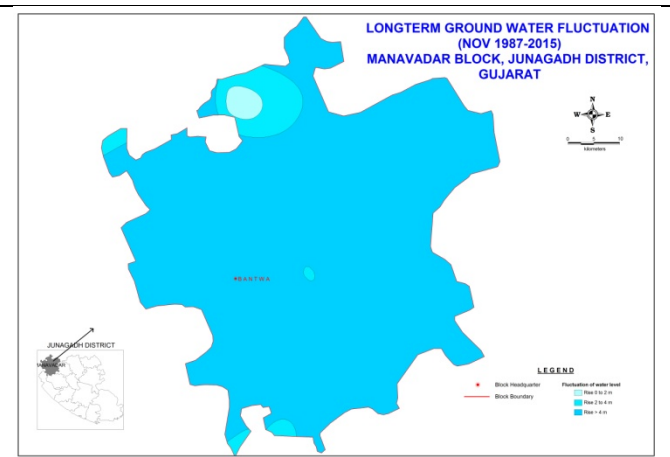 LONGTERM GROUND WATER FLUCTUATION
(NOV 1987-2015)
MANAVADAR BLOCK, JUNAGADH DISTRICT,
GUJARAT
N
W E
S
0 5 10
kilometers
BANTWA
JUNAGADH DISTRICT
LEGEND
Block Headquarter
Block Boundary
Fluctuation of water level
Rise 0 to 2 m
Rise 2 to 4 m
Rise > 4 m